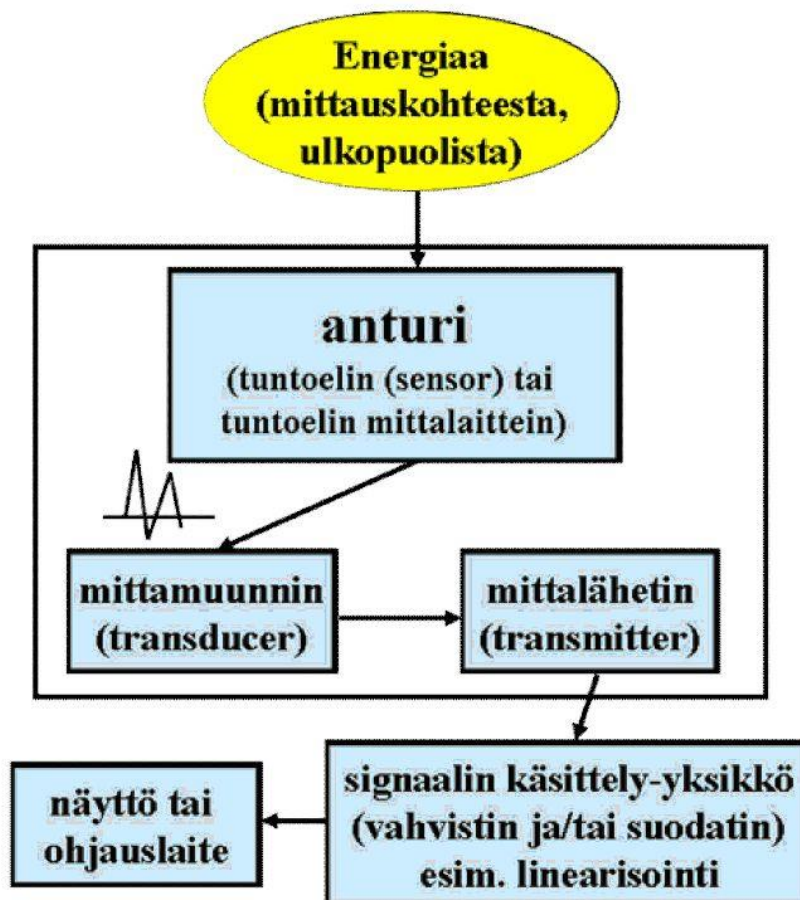 Energiaa
(mittauskohteesta,
ulkopuolista)
anturi
(tuntoelin (sensor) tai
tuntoelin mittalaittein)
mittamuunnin
(transducer)
mittalähetin
(transmitter)
signaalin käsittely-yksikkö
(vahvistin ja/tai suodatin)
esim. linearisointi
näyttö tai
ohjauslaite